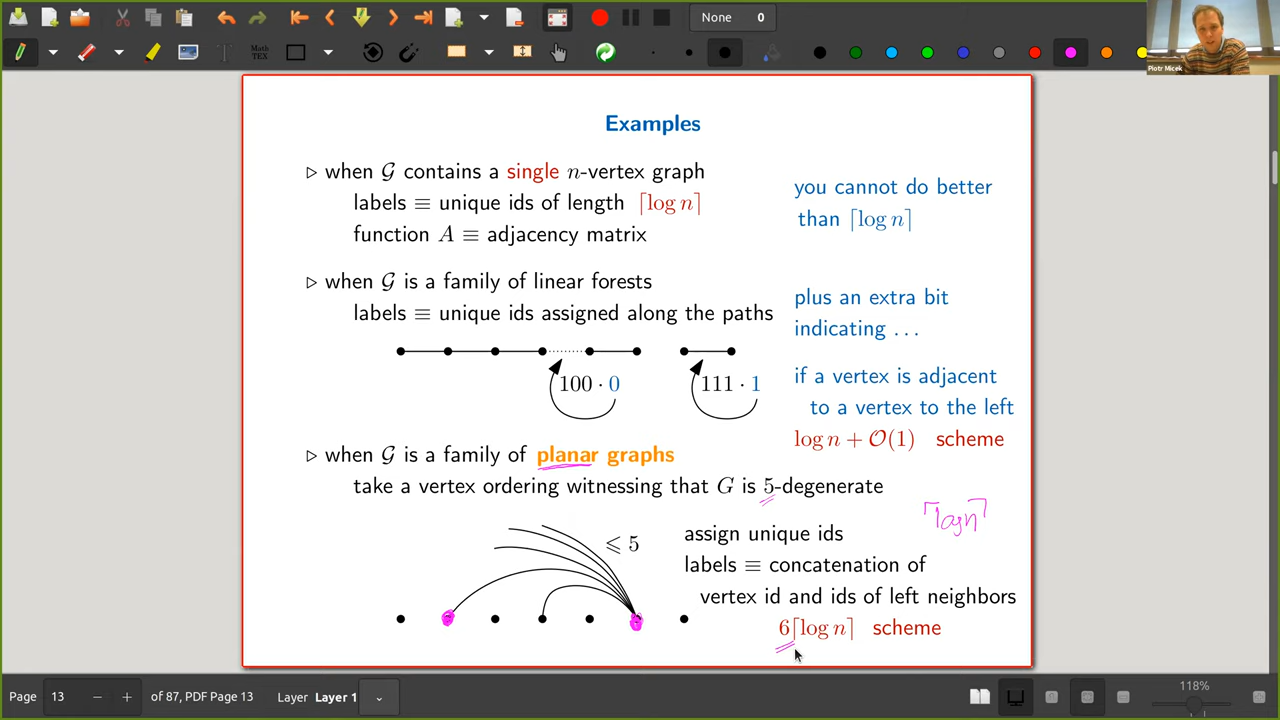 None 0
Piotr Micek
Examples
▷ when 𝒢 contains a single n-vertex graph
labels ≡ unique ids of length ⌈log n⌉
function A ≡ adjacency matrix
you cannot do better
than ⌈log n⌉
▷ when 𝒢 is a family of linear forests
labels ≡ unique ids assigned along the paths
plus an extra bit
indicating ...
100 · 0
111 · 1
if a vertex is adjacent
to a vertex to the left
log n + 𝒪(1) scheme
▷ when 𝒢 is a family of planar graphs
take a vertex ordering witnessing that G is 5-degenerate
⌈log n⌉
⩽ 5
assign unique ids
labels ≡ concatenation of
vertex id and ids of left neighbors
6⌈log n⌉ scheme
Page 13 of 87, PDF Page 13 Layer Layer 1
118%
Math
TEX